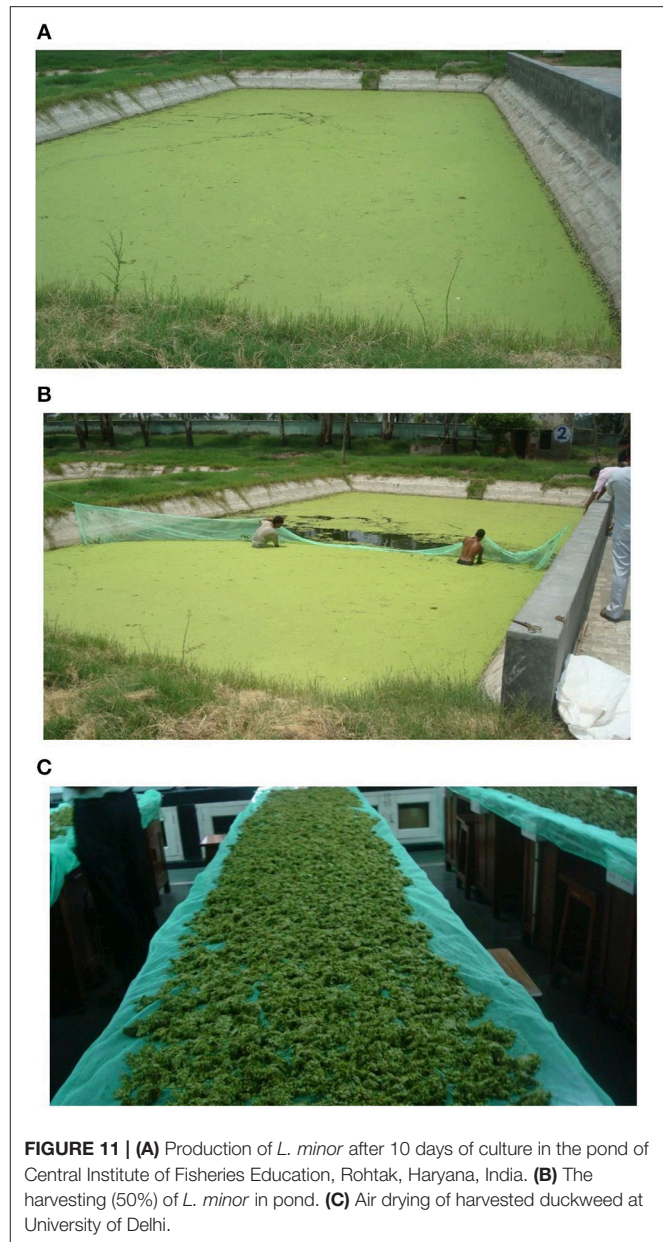 A
B
2
C
FIGURE 11 | (A) Production of L. minor after 10 days of culture in the pond of
Central Institute of Fisheries Education, Rohtak, Haryana, India. (B) The
harvesting (50%) of L. minor in pond. (C) Air drying of harvested duckweed at
University of Delhi.